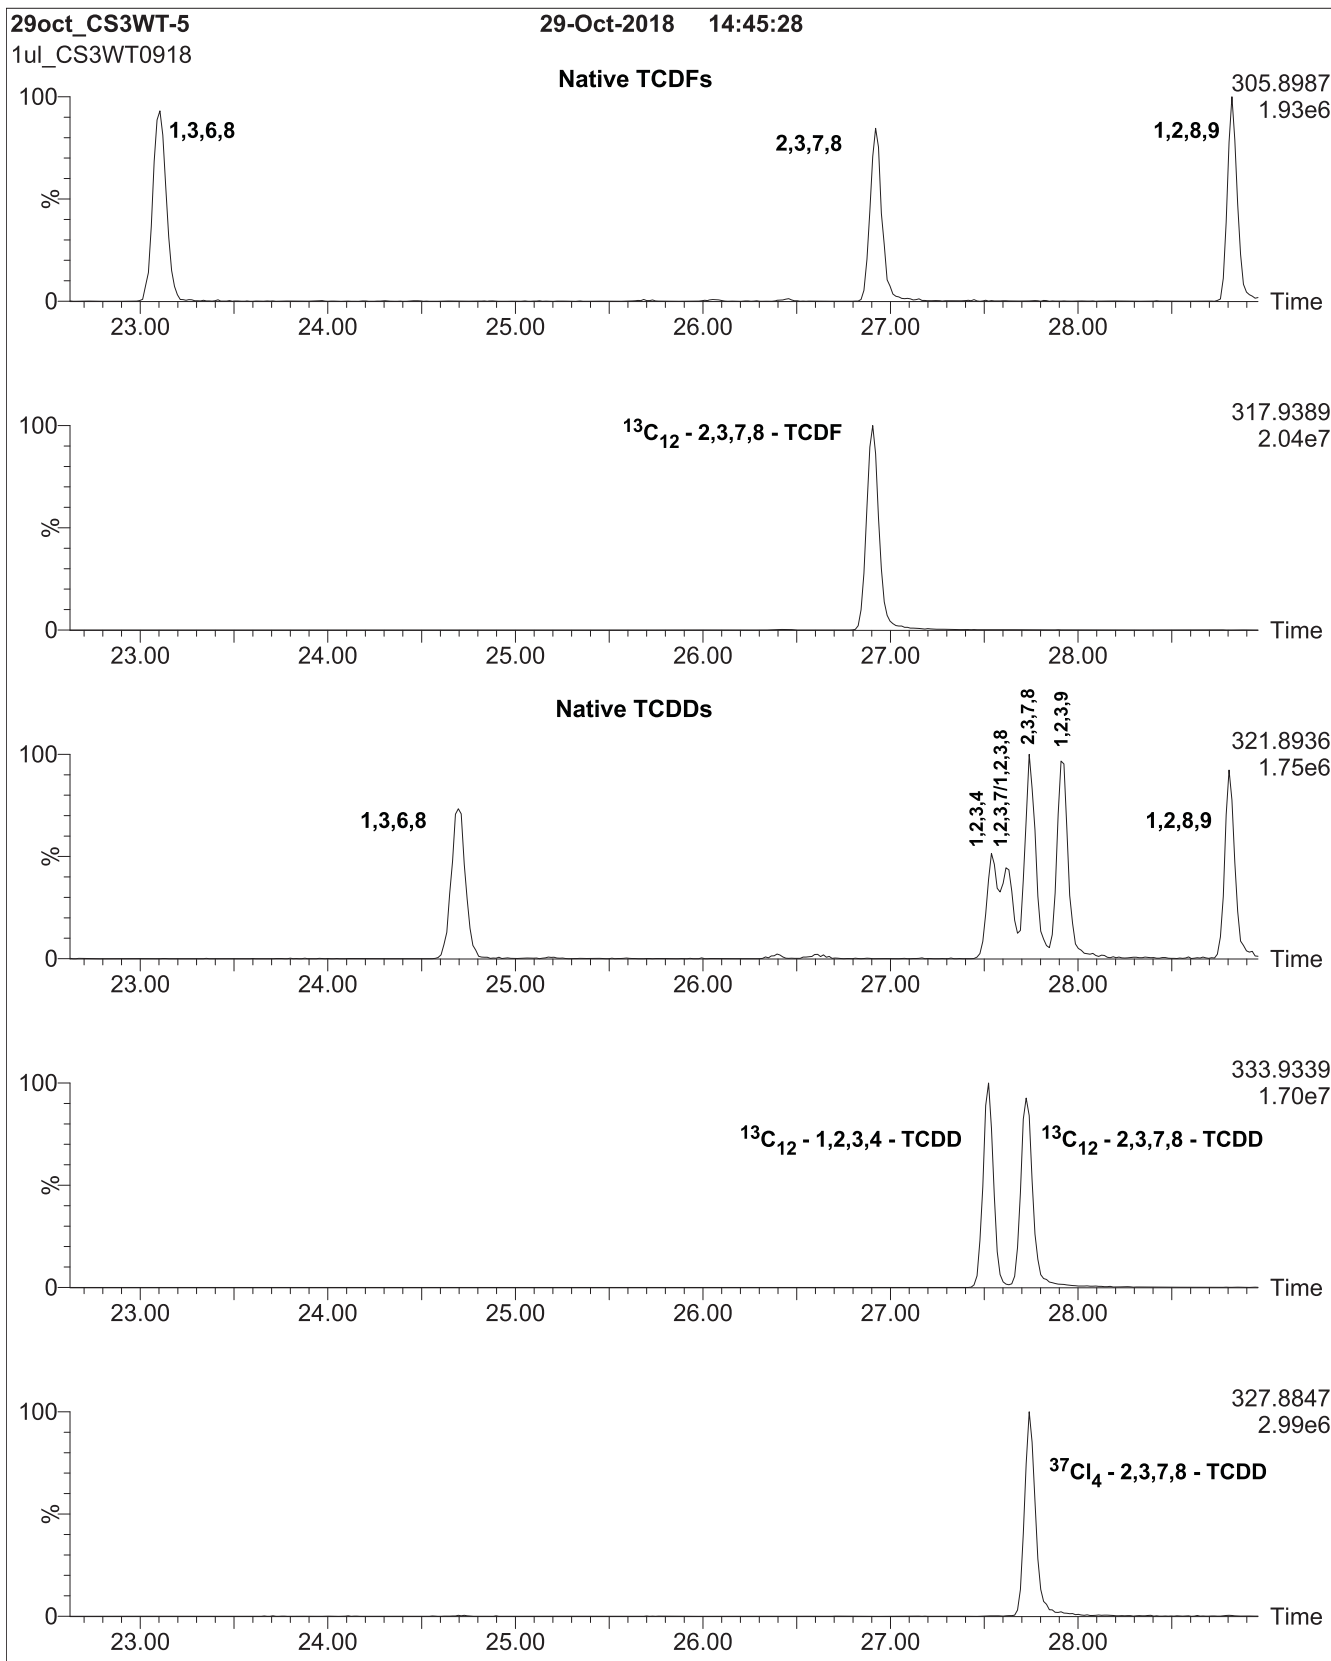 29oct_CS3WT-5 29-Oct-2018 14:45:28
1ul_CS3WT0918
Native TCDFs
305.8987
1.93e6
100
%
0
1,3,6,8
2,3,7,8
1,2,8,9
Time
23.00 24.00 25.00 26.00 27.00 28.00
317.9389
2.04e7
100
%
0
13C12 - 2,3,7,8 - TCDF
Time
23.00 24.00 25.00 26.00 27.00 28.00
Native TCDDs
321.8936
1.75e6
100
%
0
1,3,6,8
1,2,3,4
1,2,3,7/1,2,3,8
2,3,7,8
1,2,3,9
1,2,8,9
Time
23.00 24.00 25.00 26.00 27.00 28.00
333.9339
1.70e7
100
%
0
13C12 - 1,2,3,4 - TCDD
13C12 - 2,3,7,8 - TCDD
Time
23.00 24.00 25.00 26.00 27.00 28.00
327.8847
2.99e6
100
%
0
37Cl4 - 2,3,7,8 - TCDD
Time
23.00 24.00 25.00 26.00 27.00 28.00